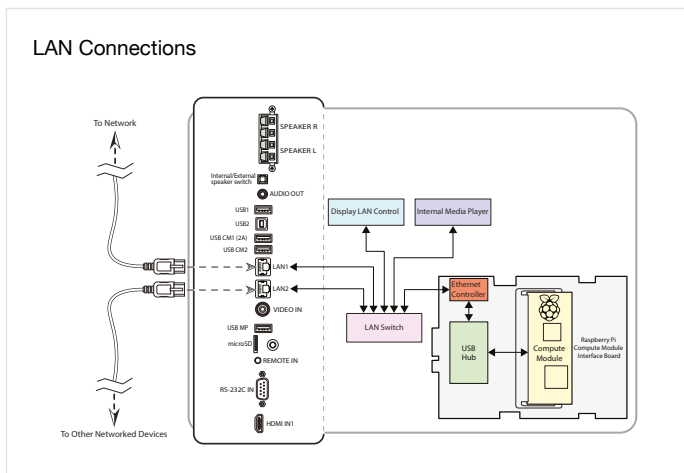 LAN Connections
To Network
SPEAKER R
SPEAKER L
Internal/External
speaker switch
AUDIO OUT
USB1
USB2
USB CM1 (2A)
USB CM2
LAN1
LAN2
VIDEO IN
USB MP
microSD
REMOTE IN
RS-232C IN
HDMI IN1
To Other Networked Devices
Display LAN Control
Internal Media Player
LAN Switch
Ethernet
Controller
USB
Hub
Compute
Module
Raspberry Pi
Compute Module
Interface Board